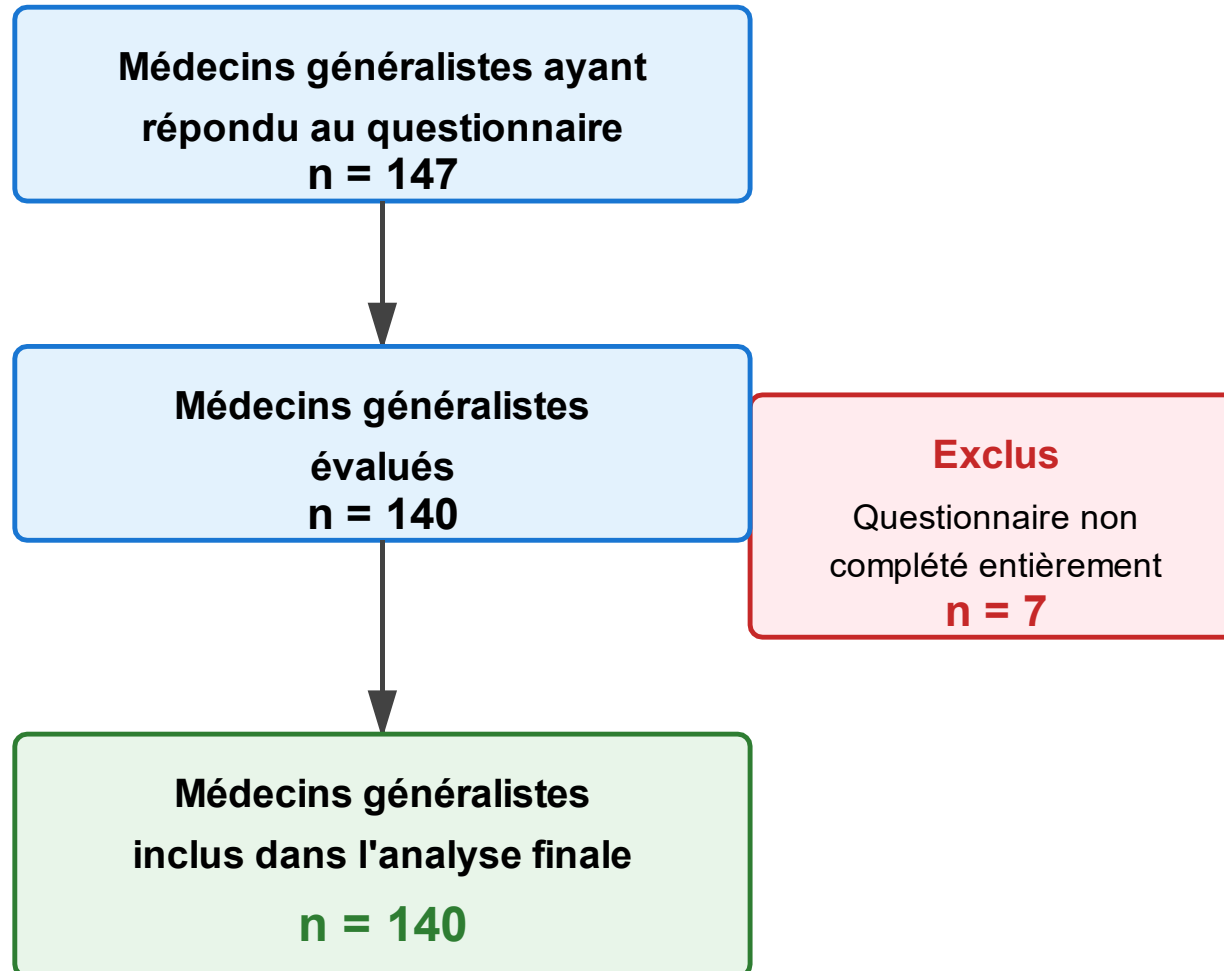 Médecins généralistes ayant
répondu au questionnaire
n = 147
Médecins généralistes
évalués
n = 140
Exclus
Questionnaire non
complété entièrement
n = 7
Médecins généralistes
inclus dans l'analyse finale
n = 140